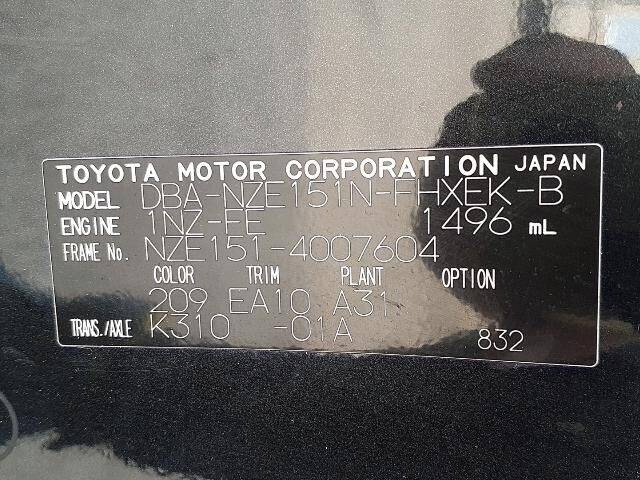 TOYOTA MOTOR CORPORATION JAPAN
MODEL DBA-NZE151N-FHXEK-B
ENGINE 1NZ-FE 1496 mL
FRAME No. NZE151-4007604
COLOR TRIM PLANT OPTION
209 EA10 A31
TRANS./AXLE K310 -01A 832